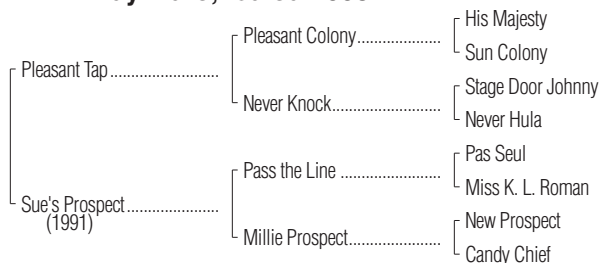 His Majesty
Pleasant Colony
Sun Colony
Pleasant Tap
Stage Door Johnny
Never Knock
Never Hula
Pas Seul
Pass the Line
Miss K. L. Roman
Sue's Prospect
(1991)
New Prospect
Millie Prospect
Candy Chief